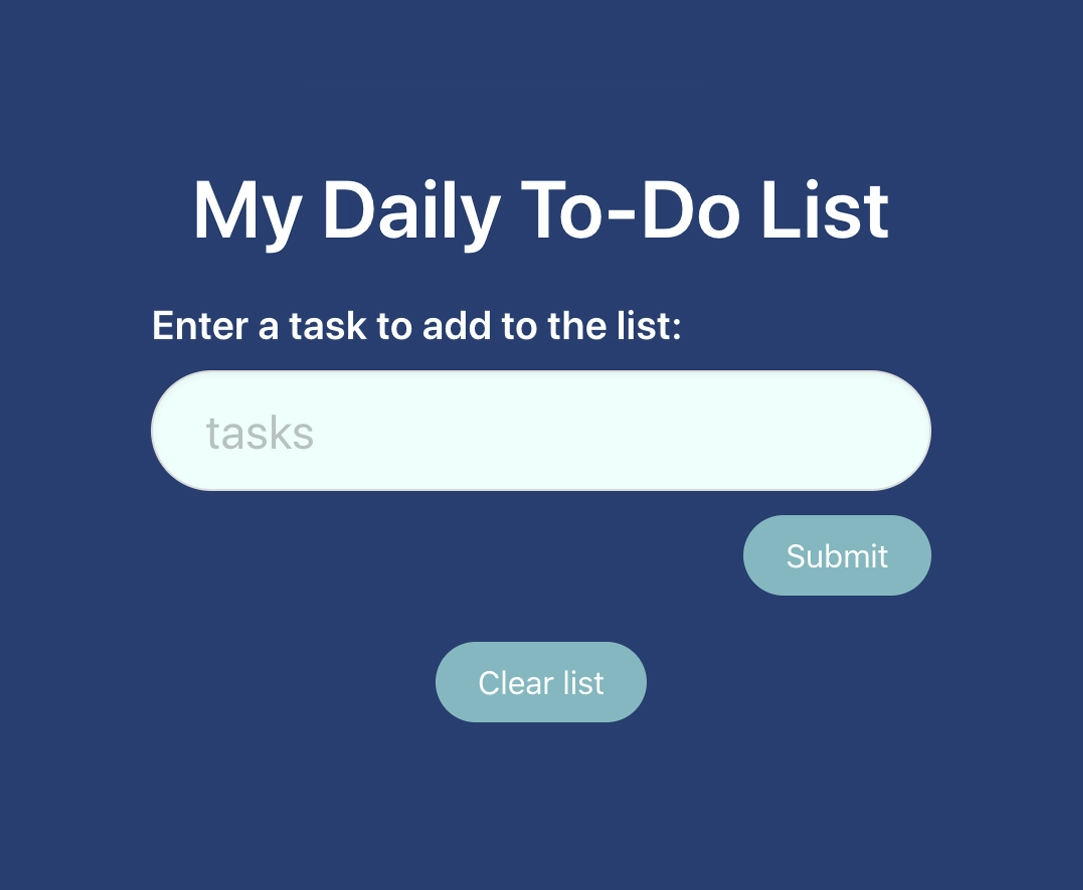 My Daily To-Do List
Enter a task to add to the list:
tasks
Submit
Clear list